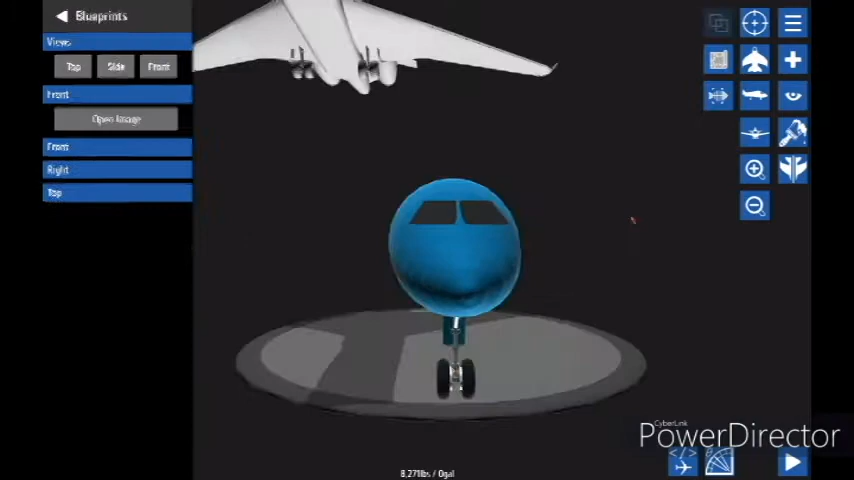 Blueprints
Views
Top Side Front
Front
Open Image
Front
Right
Top
CyberLink
PowerDirector
8,271lbs / 0gal